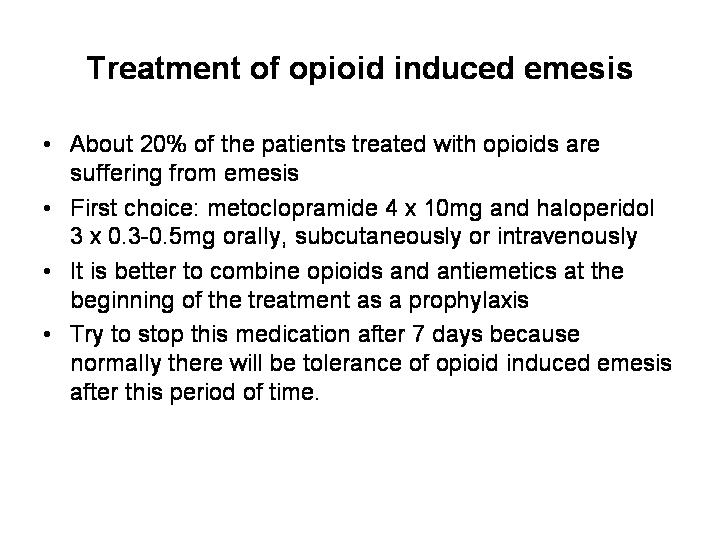 Treatment of opioid induced emesis
• About 20% of the patients treated with opioids are
suffering from emesis
• First choice: metoclopramide 4 x 10mg and haloperidol
3 x 0.3-0.5mg orally, subcutaneously or intravenously
• It is better to combine opioids and antiemetics at the
beginning of the treatment as a prophylaxis
• Try to stop this medication after 7 days because
normally there will be tolerance of opioid induced emesis
after this period of time.